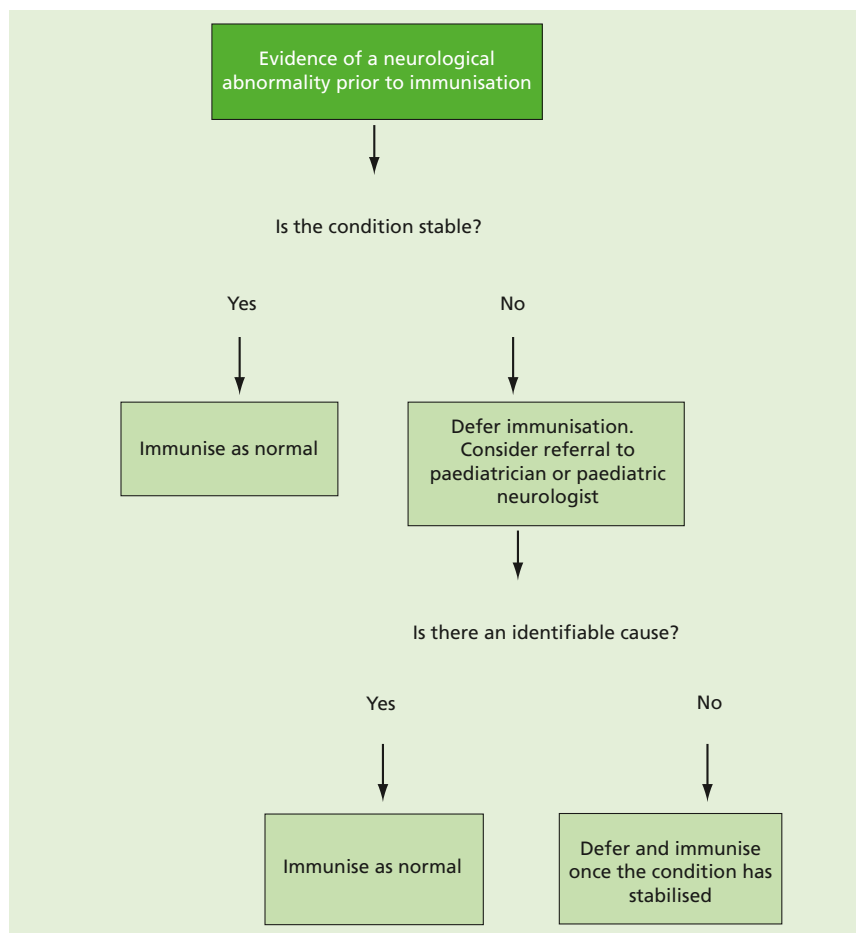 Evidence of a neurological
abnormality prior to immunisation
Is the condition stable?
Yes
No
Immunise as normal
Defer immunisation.
Consider referral to
paediatrician or paediatric
neurologist
Is there an identifiable cause?
Yes
No
Immunise as normal
Defer and immunise
once the condition has
stabilised